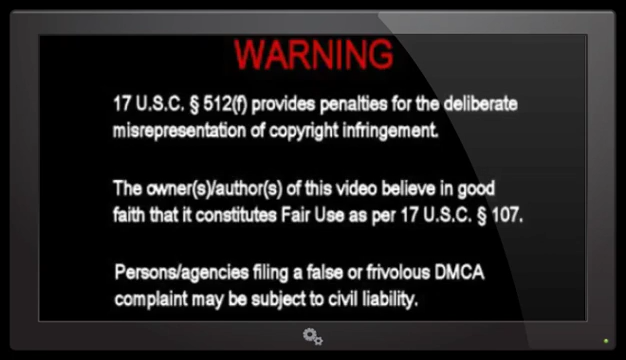 WARNING
17 U.S.C. § 512(f) provides penalties for the deliberate
misrepresentation of copyright infringement.
The owner(s)/author(s) of this video believe in good
faith that it constitutes Fair Use as per 17 U.S.C. § 107.
Persons/agencies filing a false or frivolous DMCA
complaint may be subject to civil liability.